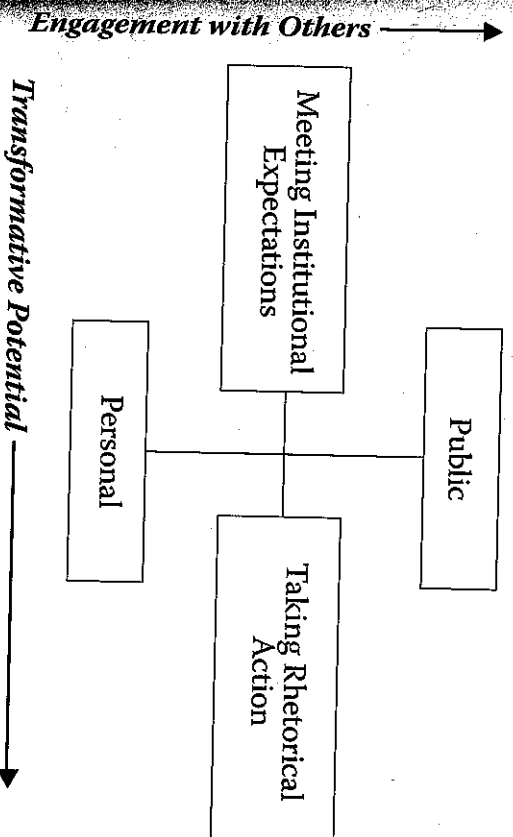 Engagement with Others
Public
Meeting Institutional
Expectations
Taking Rhetorical
Action
Personal
Transformative Potential